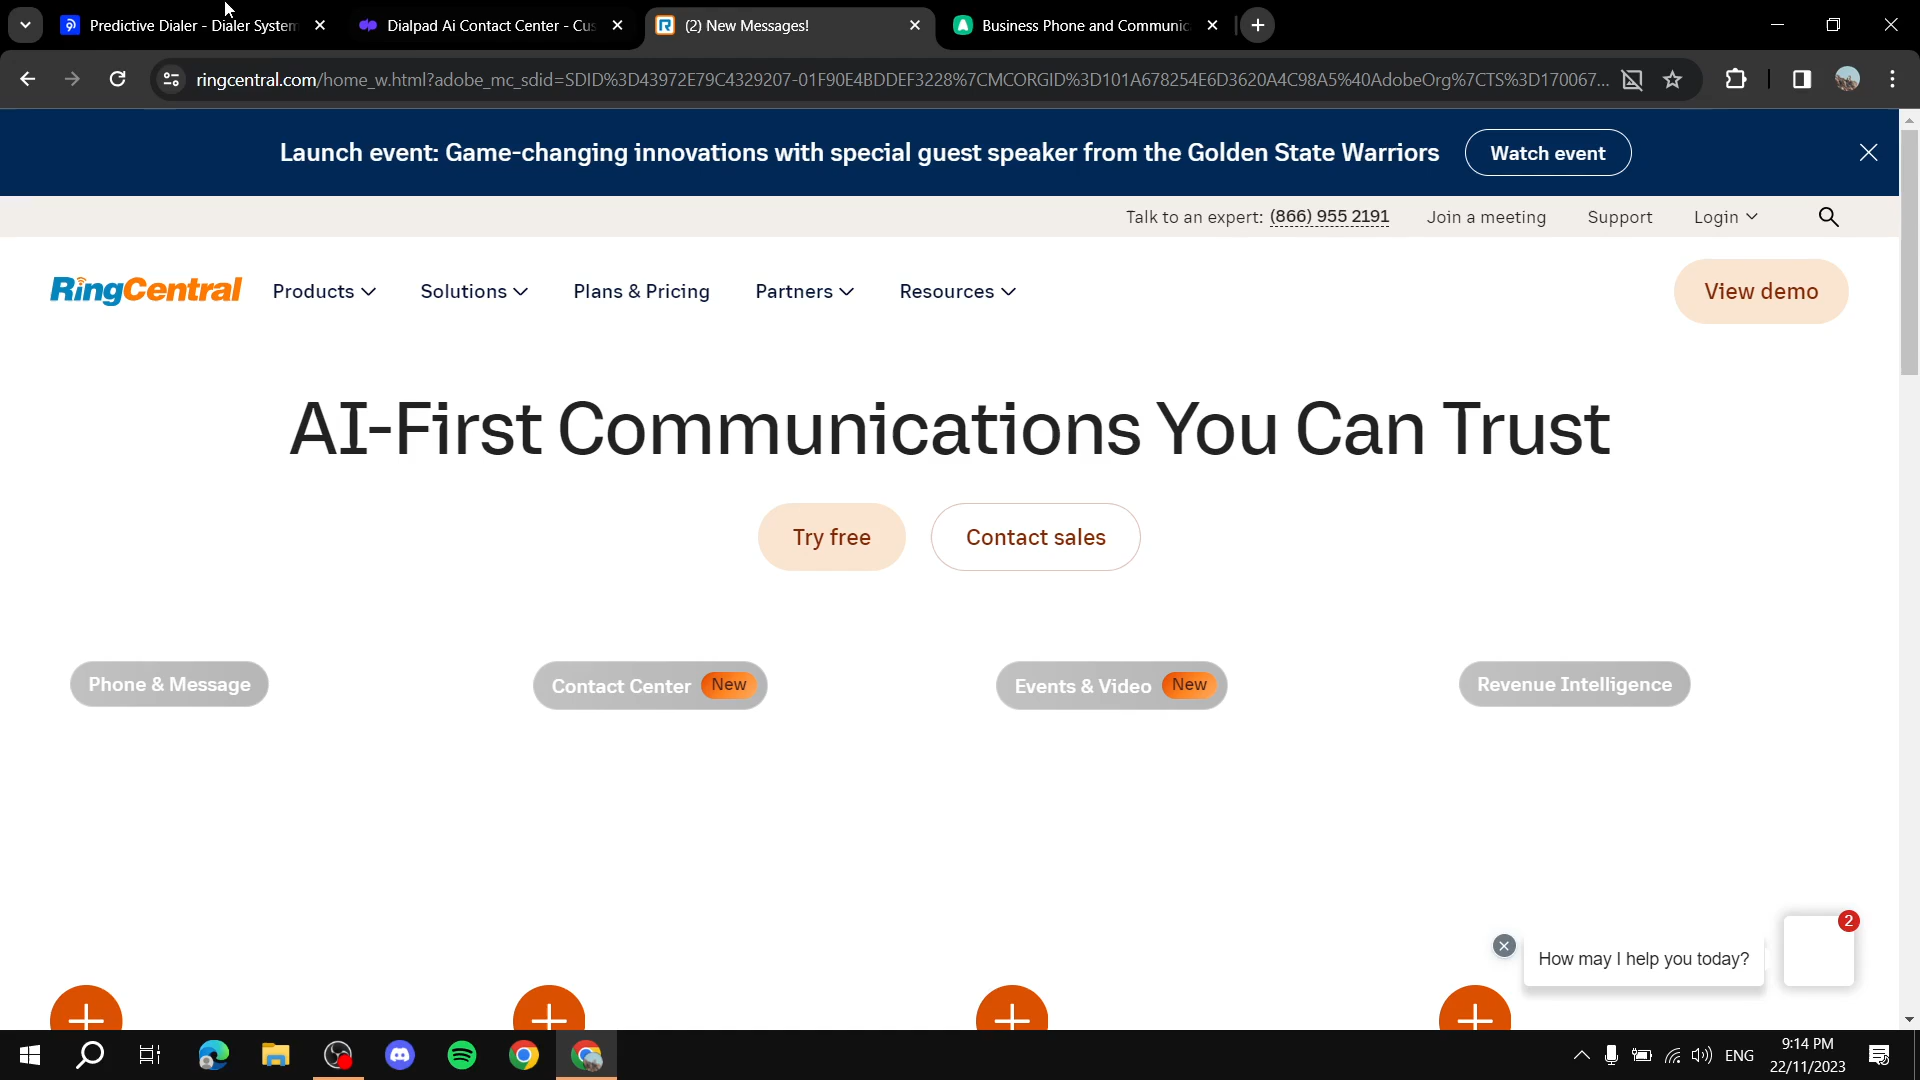 Predictive Dialer - Dialer System
Dialpad Ai Contact Center - Cus
(2) New Messages!
Business Phone and Communic
ringcentral.com/home_w.html?adobe_mc_sdid=SDID%3D43972E79C4329207-01F90E4BDDEF3228%7CMCORGID%3D101A678254E6D3620A4C98A5%40AdobeOrg%7CTS%3D170067...
Launch event: Game-changing innovations with special guest speaker from the Golden State Warriors
Watch event
Talk to an expert: (866) 955 2191
Join a meeting
Support
Login
RingCentral
Products
Solutions
Plans & Pricing
Partners
Resources
View demo
AI-First Communications You Can Trust
Try free
Contact sales
Phone & Message
Contact Center New
Events & Video New
Revenue Intelligence
2
How may I help you today?
ENG
9:14 PM
22/11/2023